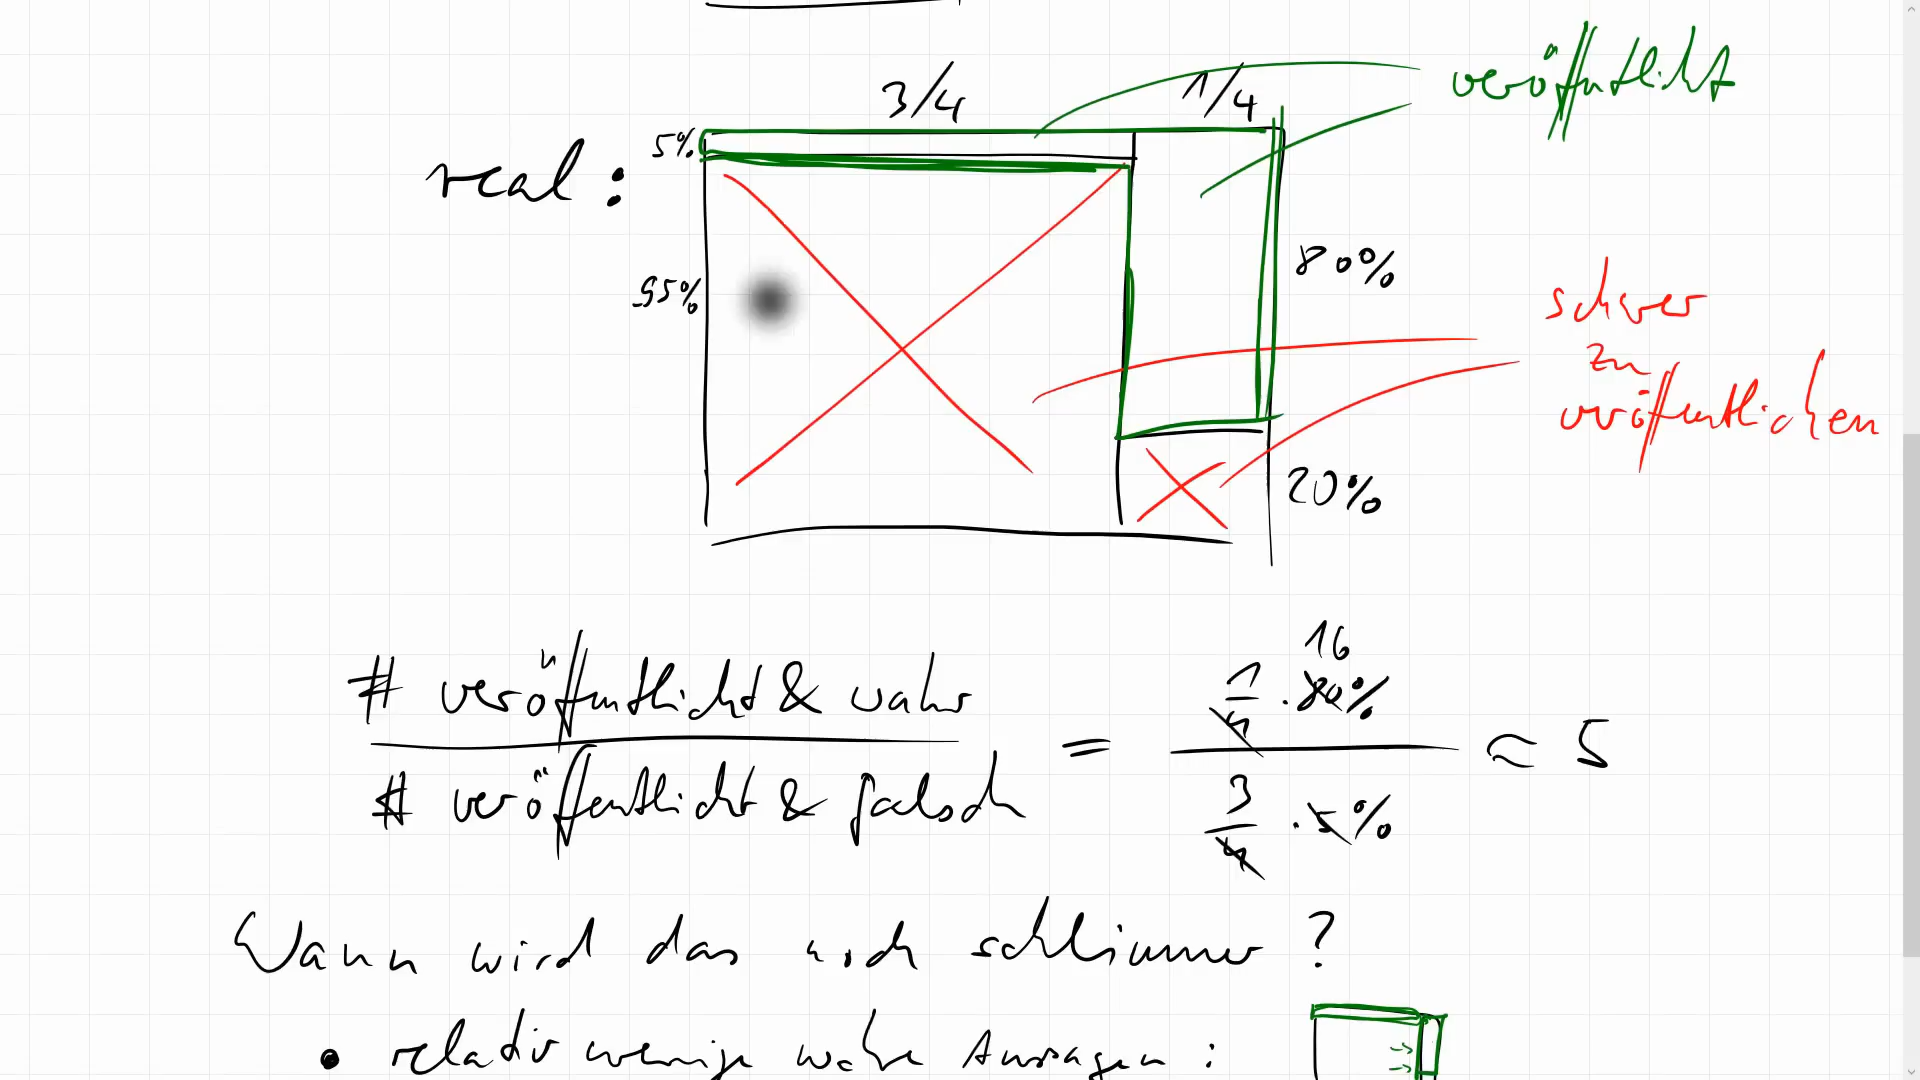 3/4 1/4 veröffentlicht
5%
real:
95% 80%
schwer
zu
veröffentlichen
20%
16
# veröffentlicht & wahr 1/4 · 80%
= ≈ 5
# veröffentlicht & falsch 3/4 · 5%
Wann wird das noch schlimmer?
• relativ wenige wahre Aussagen: